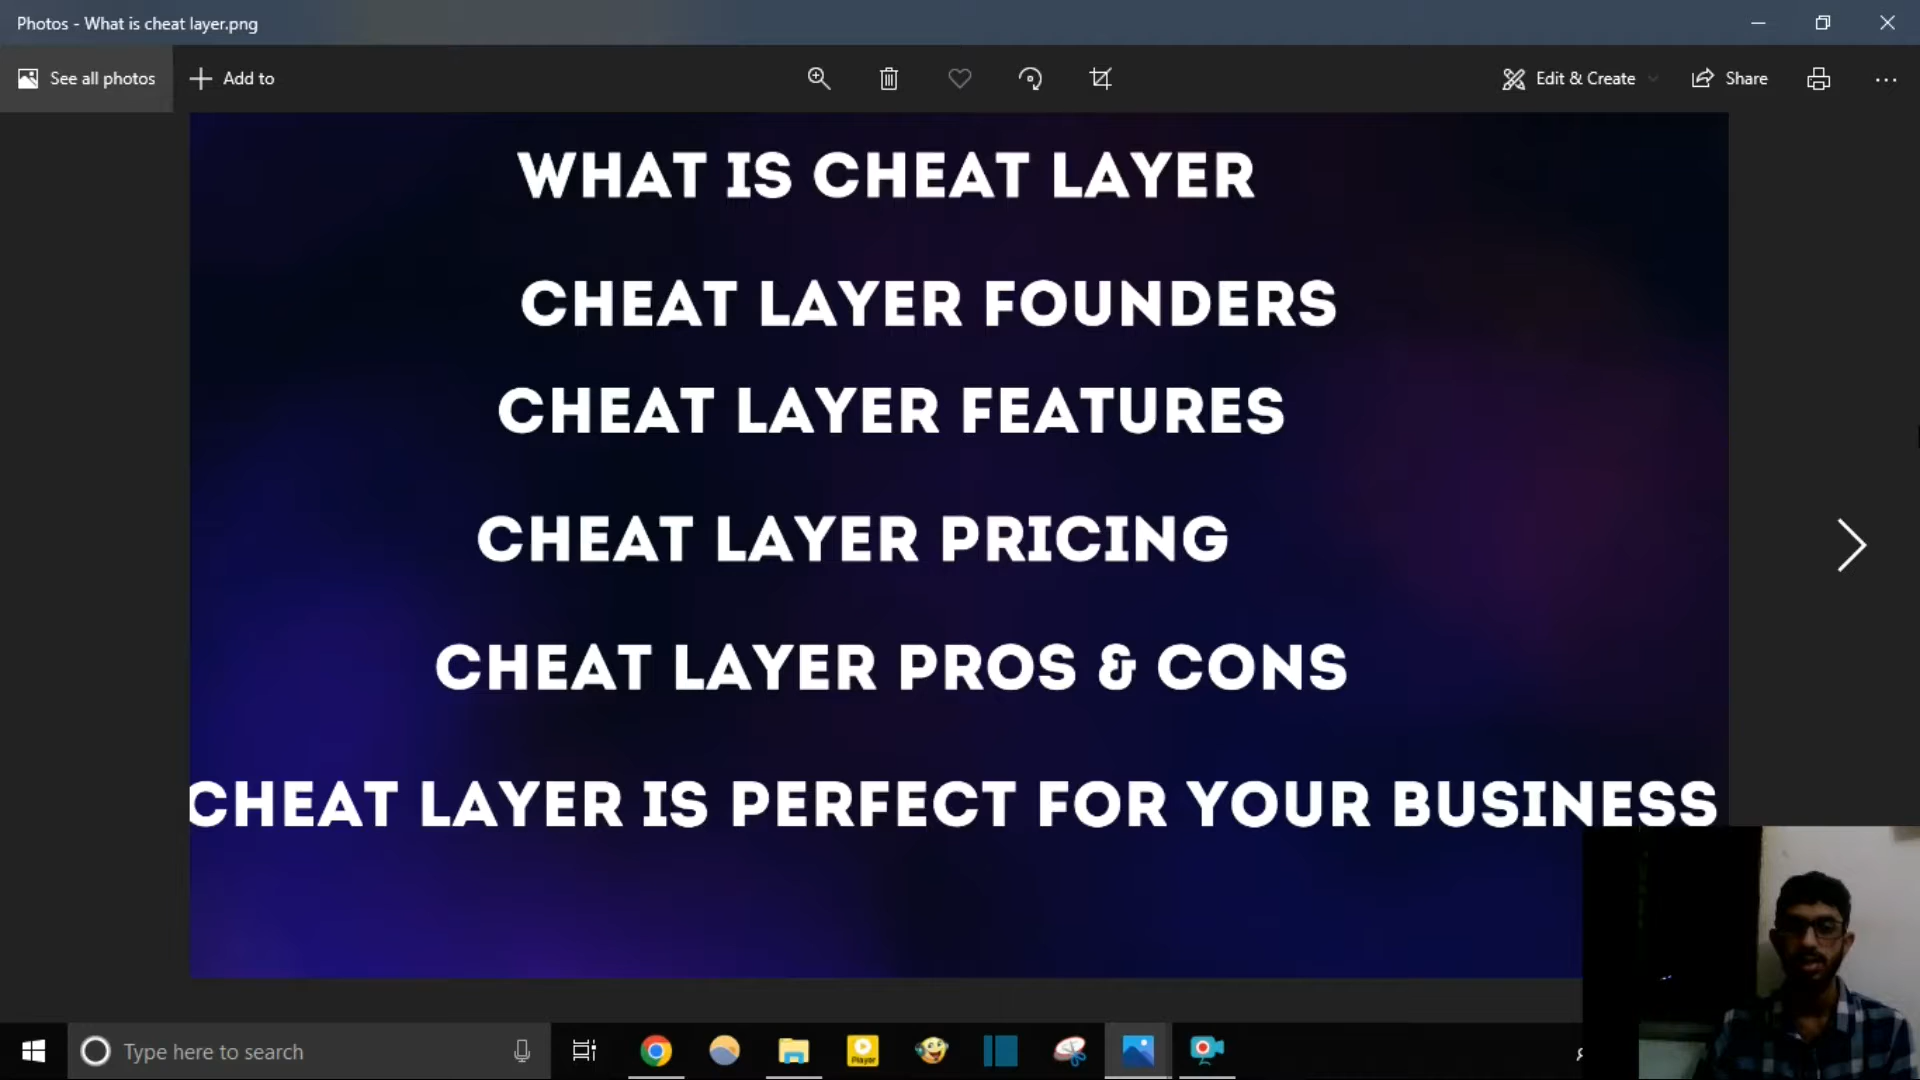 Photos - What is cheat layer.png
See all photos
Add to
Edit & Create
Share
WHAT IS CHEAT LAYER
CHEAT LAYER FOUNDERS
CHEAT LAYER FEATURES
CHEAT LAYER PRICING
CHEAT LAYER PROS & CONS
CHEAT LAYER IS PERFECT FOR YOUR BUSINESS
Type here to search
Player